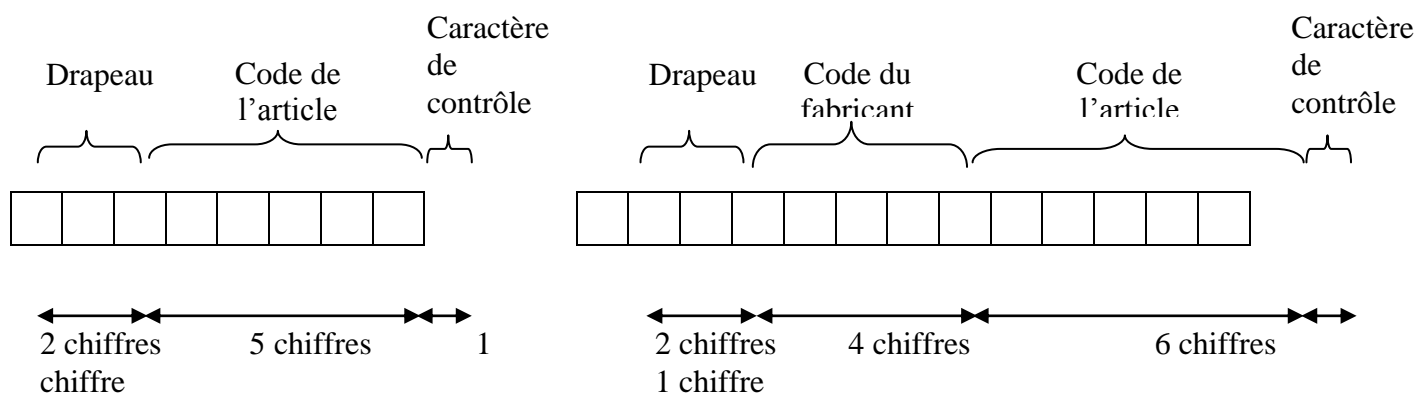 Caractère
de
contrôle
Drapeau
Code de
l’article
Caractère
de
contrôle
Drapeau
Code du
fabricant
Code de
l’article
2 chiffres 5 chiffres 1
chiffre
2 chiffres 4 chiffres 6 chiffres
1 chiffre